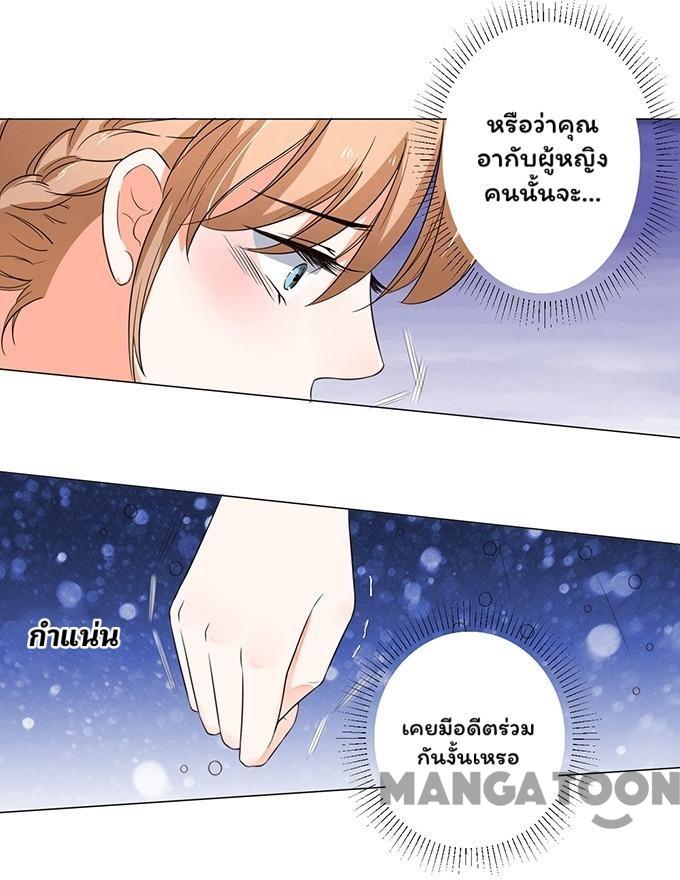 หรือว่าคุณ
อากับผู้หญิง
คนนั้นจะ...
กำแน่น
เคยมีอดีตร่วม
กันงั้นเหรอ
MANGATOON